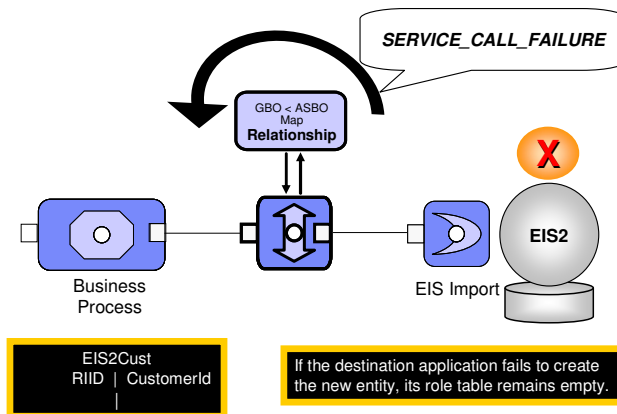 SERVICE_CALL_FAILURE
GBO < ASBO
Map
Relationship
X
EIS2
Business
Process
EIS Import
EIS2Cust
RIID | CustomerId
|
If the destination application fails to create
the new entity, its role table remains empty.